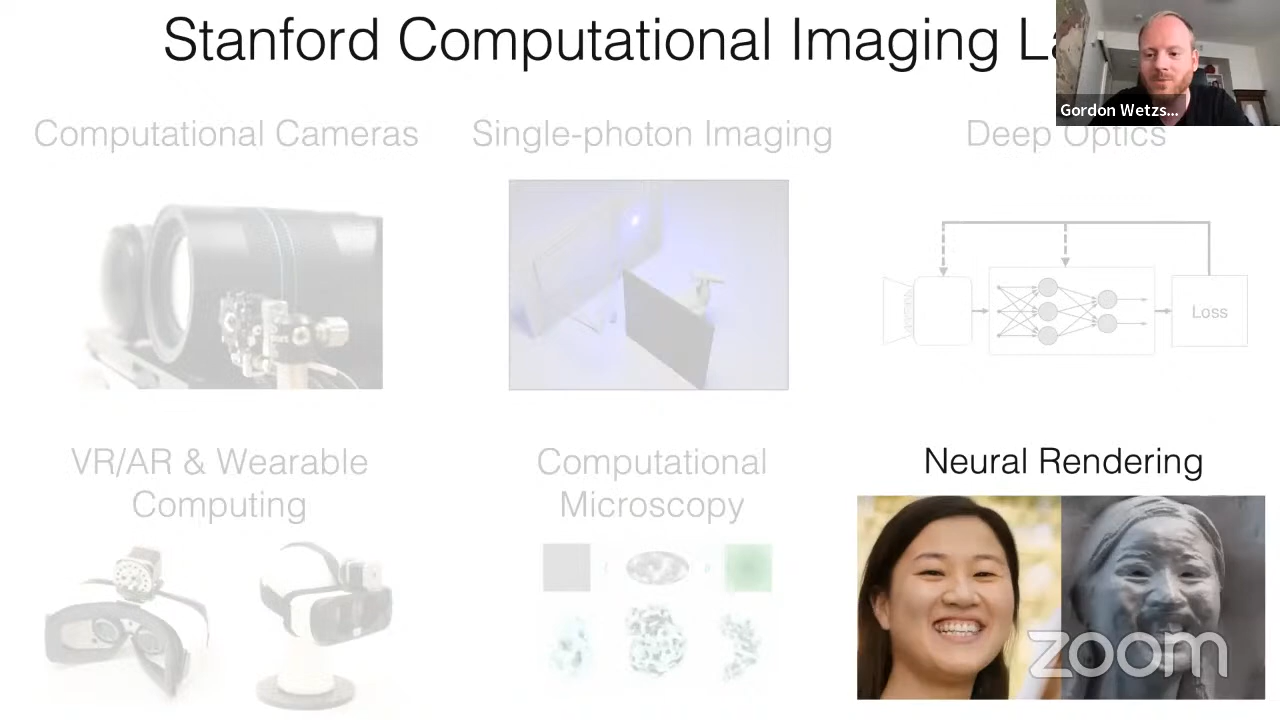 Stanford Computational Imaging La
Gordon Wetzs...
Computational Cameras
Single-photon Imaging
Deep Optics
Loss
VR/AR & Wearable
Computing
Computational
Microscopy
Neural Rendering
zoom